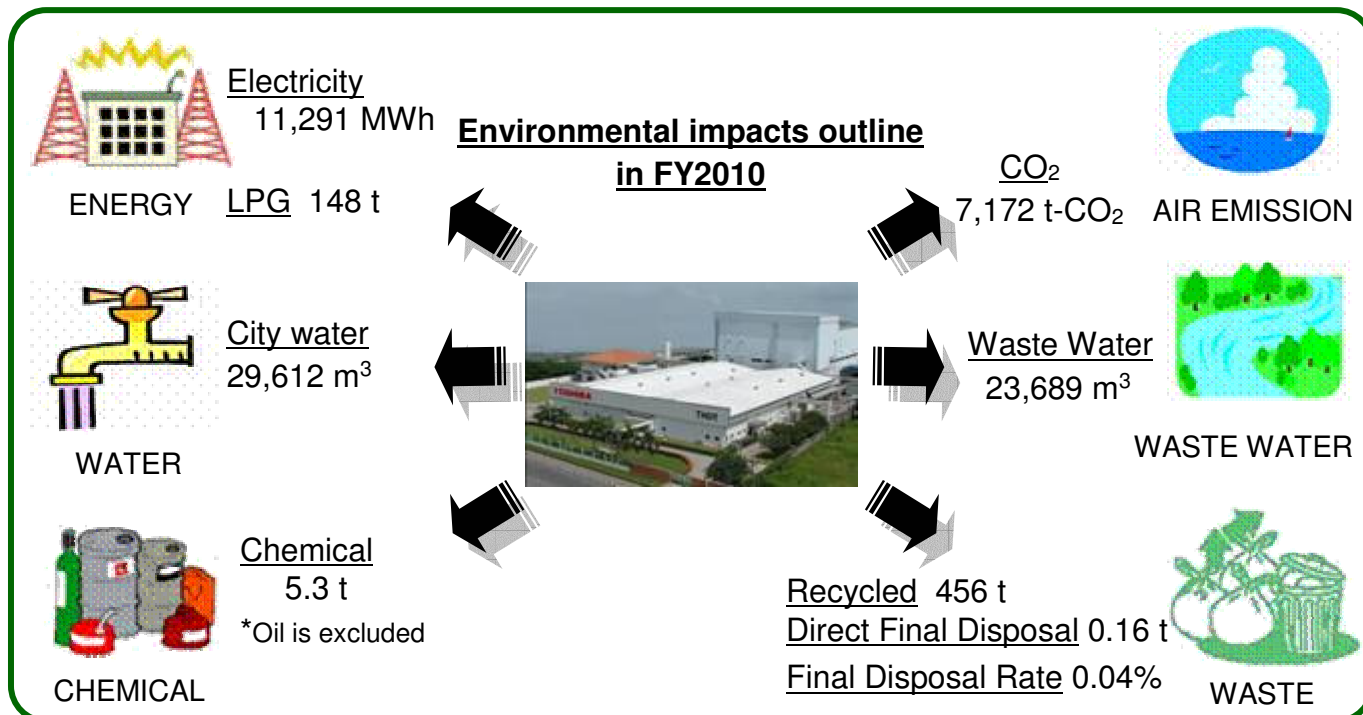 Environmental impacts outline
in FY2010
Electricity
11,291 MWh
ENERGY
LPG 148 t
City water
29,612 m³
WATER
Chemical
5.3 t
*Oil is excluded
CHEMICAL
CO₂
7,172 t-CO₂
AIR EMISSION
Waste Water
23,689 m³
WASTE WATER
Recycled 456 t
Direct Final Disposal 0.16 t
Final Disposal Rate 0.04%
WASTE
TOSHIBA